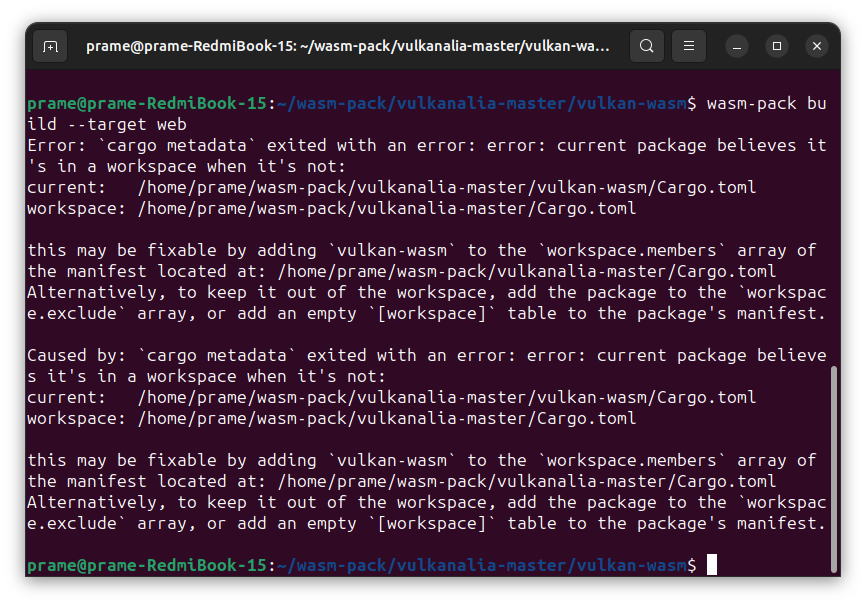 prame@prame-RedmiBook-15: ~/wasm-pack/vulkanalia-master/vulkan-wa...
prame@prame-RedmiBook-15:~/wasm-pack/vulkanalia-master/vulkan-wasm$ wasm-pack bu
ild --target web
Error: `cargo metadata` exited with an error: error: current package believes it
's in a workspace when it's not:
current:   /home/prame/wasm-pack/vulkanalia-master/vulkan-wasm/Cargo.toml
workspace: /home/prame/wasm-pack/vulkanalia-master/Cargo.toml

this may be fixable by adding `vulkan-wasm` to the `workspace.members` array of
the manifest located at: /home/prame/wasm-pack/vulkanalia-master/Cargo.toml
Alternatively, to keep it out of the workspace, add the package to the `workspac
e.exclude` array, or add an empty `[workspace]` table to the package's manifest.

Caused by: `cargo metadata` exited with an error: error: current package believe
s it's in a workspace when it's not:
current:   /home/prame/wasm-pack/vulkanalia-master/vulkan-wasm/Cargo.toml
workspace: /home/prame/wasm-pack/vulkanalia-master/Cargo.toml

this may be fixable by adding `vulkan-wasm` to the `workspace.members` array of
the manifest located at: /home/prame/wasm-pack/vulkanalia-master/Cargo.toml
Alternatively, to keep it out of the workspace, add the package to the `workspac
e.exclude` array, or add an empty `[workspace]` table to the package's manifest.

prame@prame-RedmiBook-15:~/wasm-pack/vulkanalia-master/vulkan-wasm$